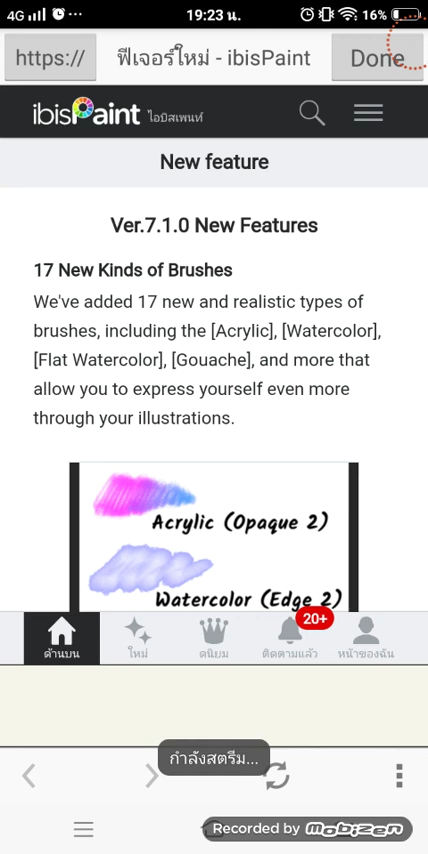 4G 19:23 น. 16%
https:// ฟีเจอร์ใหม่ - ibisPaint Done
ibisPaint ไอบิสเพนท์
New feature
Ver.7.1.0 New Features
17 New Kinds of Brushes
We've added 17 new and realistic types of
brushes, including the [Acrylic], [Watercolor],
[Flat Watercolor], [Gouache], and more that
allow you to express yourself even more
through your illustrations.
Acrylic (Opaque 2)
Watercolor (Edge 2)
20+
ด้านบน ใหม่ คนิยม ติดตามแล้ว หน้าของฉัน
กำลังสตรีม...
Recorded by mobizen